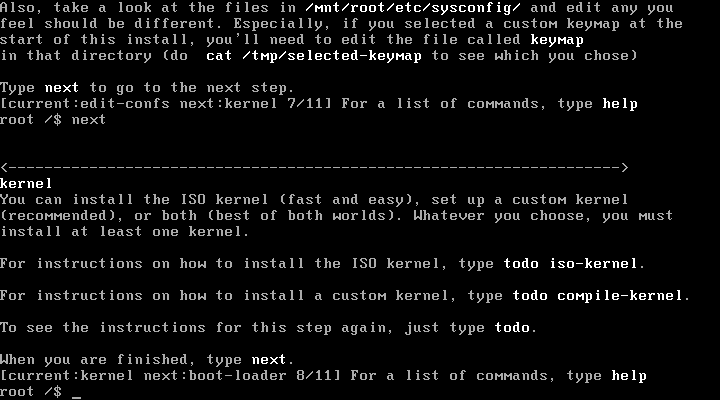 Also, take a look at the files in /mnt/root/etc/sysconfig/ and edit any you
feel should be different. Especially, if you selected a custom keymap at the
start of this install, you'll need to edit the file called keymap
in that directory (do  cat /tmp/selected-keymap to see which you chose)
Type next to go to the next step.
[current:edit-confs next:kernel 7/11] For a list of commands, type help
root /$ next
<-------------------------------------------------------------------->
kernel
You can install the ISO kernel (fast and easy), set up a custom kernel
(recommended), or both (best of both worlds). Whatever you choose, you must
install at least one kernel.
For instructions on how to install the ISO kernel, type todo iso-kernel.
For instructions on how to install a custom kernel, type todo compile-kernel.
To see the instructions for this step again, just type todo.
When you are finished, type next.
[current:kernel next:boot-loader 8/11] For a list of commands, type help
root /$ _